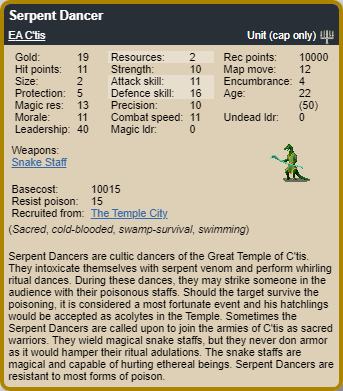 Serpent Dancer
EA C'tis Unit (cap only)
Gold: 19 Resources: 2 Rec points: 10000
Hit points: 11 Strength: 10 Map move: 12
Size: 2 Attack skill: 11 Encumbrance: 4
Protection: 5 Defence skill: 16 Age: 22
Magic res: 13 Precision: 10 (50)
Morale: 11 Combat speed: 11 Undead ldr: 0
Leadership: 40 Magic ldr: 0
Weapons:
Snake Staff
Basecost: 10015
Resist poison: 15
Recruited from: The Temple City
(Sacred, cold-blooded, swamp-survival, swimming)
Serpent Dancers are cultic dancers of the Great Temple of C'tis.
They intoxicate themselves with serpent venom and perform whirling
ritual dances. During these dances, they may strike someone in the
audience with their poisonous staffs. Should the target survive the
poisoning, it is considered a most fortunate event and his hatchlings
would be accepted as acolytes in the Temple. Sometimes the
Serpent Dancers are called upon to join the armies of C'tis as sacred
warriors. They wield magical snake staffs, but they never don armor
as it would hamper their ritual adulations. The snake staffs are
magical and capable of hurting ethereal beings. Serpent Dancers are
resistant to most forms of poison.